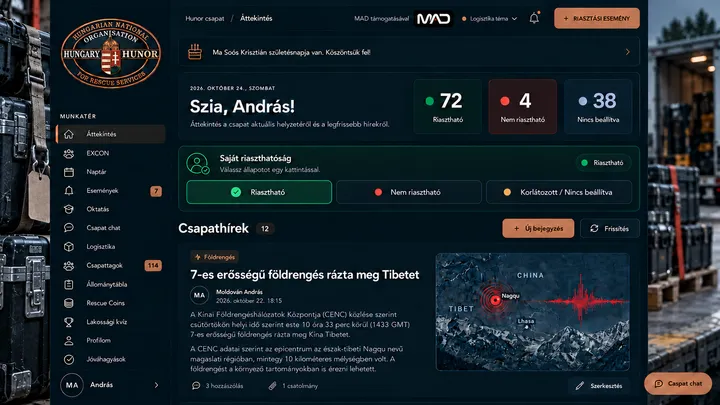 HUNGARIAN NATIONAL
ORGANISATION
HUNGARY HUNOR
FOR RESCUE SERVICES
MUNKATÉR
Áttekintés
EXCON
Naptár
Események 7
Oktatás
Csapat chat
Logisztika
Csapattagok 114
Állománytábla
Rescue Coins
Lakossági kvíz
Profilom
Jóváhagyások
MA András
Hunor csapat / Áttekintés
MAD támogatásával MAD Logisztika téma
+ RIASZTÁSI ESEMÉNY
Ma Soós Krisztián születésnapja van. Köszöntsük fel!
2026. OKTÓBER 24., SZOMBAT
Szia, András!
Áttekintés a csapat aktuális helyzetéről és a legfrissebb hírekről.
72
Riasztható
4
Nem riasztható
38
Nincs beállítva
Saját riaszthatóság
Válassz állapotot egy kattintással.
Riasztható
Riasztható
Nem riasztható
Korlátozott / Nincs beállítva
Csapathírek 12
+ Új bejegyzés
Frissítés
Földrengés
7-es erősségű földrengés rázta meg Tibetet
MA
Moldován András
2026. október 22. 18:15
A Kínai Földrengéshálózatok Központja (CENC) közlése szerint
csütörtökön helyi idő szerint este 10 óra 33 perc körül (1433 GMT)
7-es erősségű földrengés rázta meg Kína Tibetet.
A CENC adatai szerint az epicentrum az észak-tibeti Nagqu nevű
magaslati régióban, mintegy 10 kilométeres mélységben volt. A
földrengést a környező tartományokban is érezni lehetett.
3 hozzászólás
1 csatolmány
CHINA
TIBET
Nagqu
Lhasa
Szerkesztés
Csapat chat